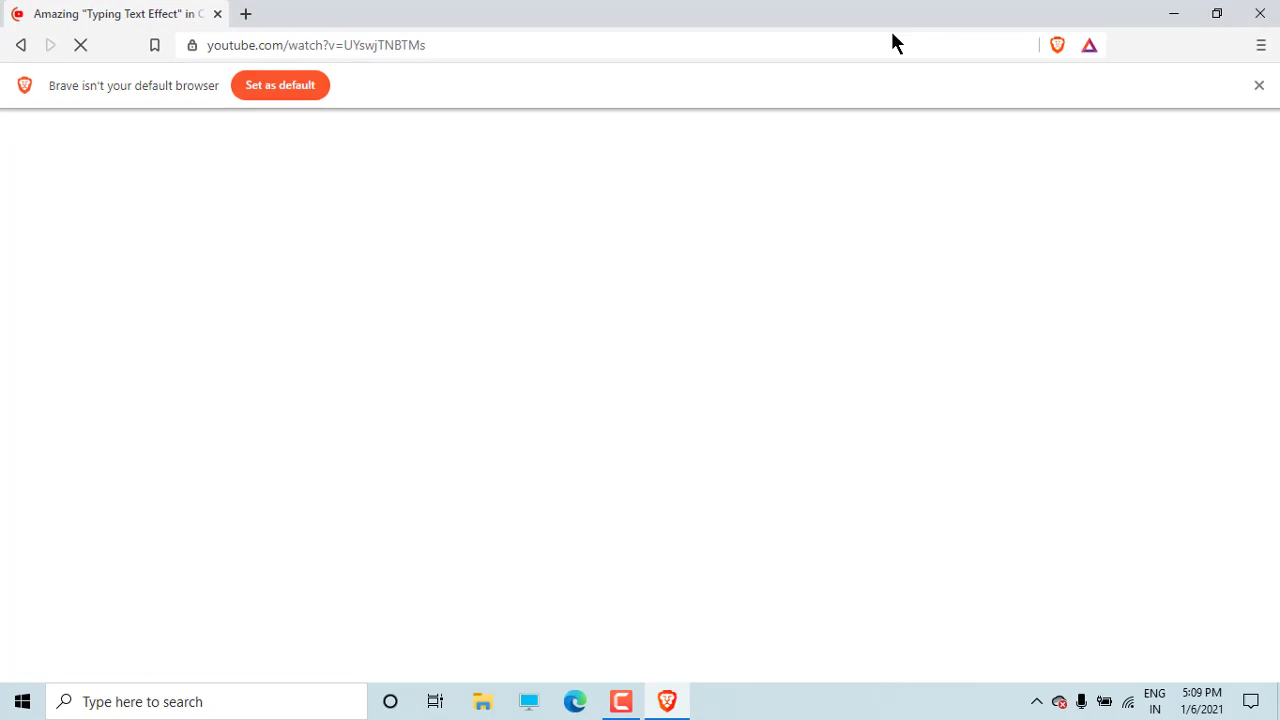 Amazing "Typing Text Effect" in C
youtube.com/watch?v=UYswjTNBTMs
Brave isn't your default browser
Set as default
Type here to search
ENG
IN
5:09 PM
1/6/2021